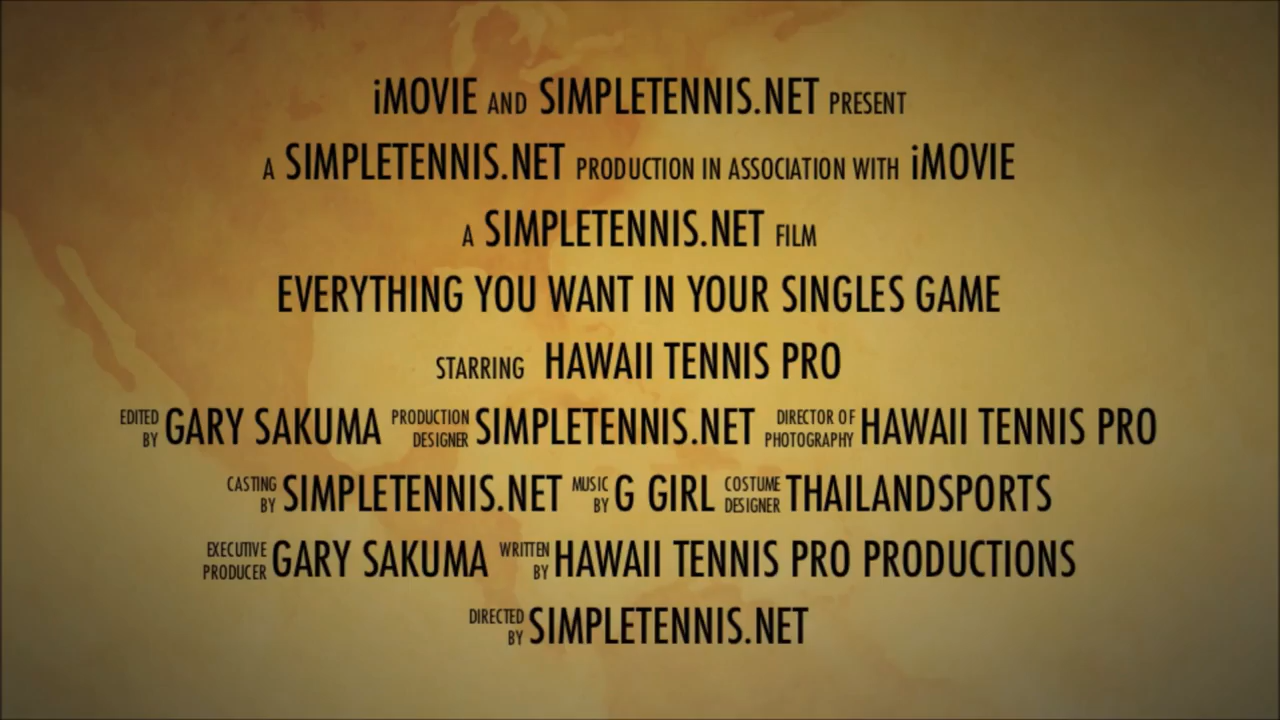 iMOVIE AND SIMPLETENNIS.NET PRESENT
A SIMPLETENNIS.NET PRODUCTION IN ASSOCIATION WITH iMOVIE
A SIMPLETENNIS.NET FILM
EVERYTHING YOU WANT IN YOUR SINGLES GAME
STARRING HAWAII TENNIS PRO
EDITED BY GARY SAKUMA PRODUCTION DESIGNER SIMPLETENNIS.NET DIRECTOR OF PHOTOGRAPHY HAWAII TENNIS PRO
CASTING BY SIMPLETENNIS.NET MUSIC BY G GIRL COSTUME DESIGNER THAILANDSPORTS
EXECUTIVE PRODUCER GARY SAKUMA WRITTEN BY HAWAII TENNIS PRO PRODUCTIONS
DIRECTED BY SIMPLETENNIS.NET